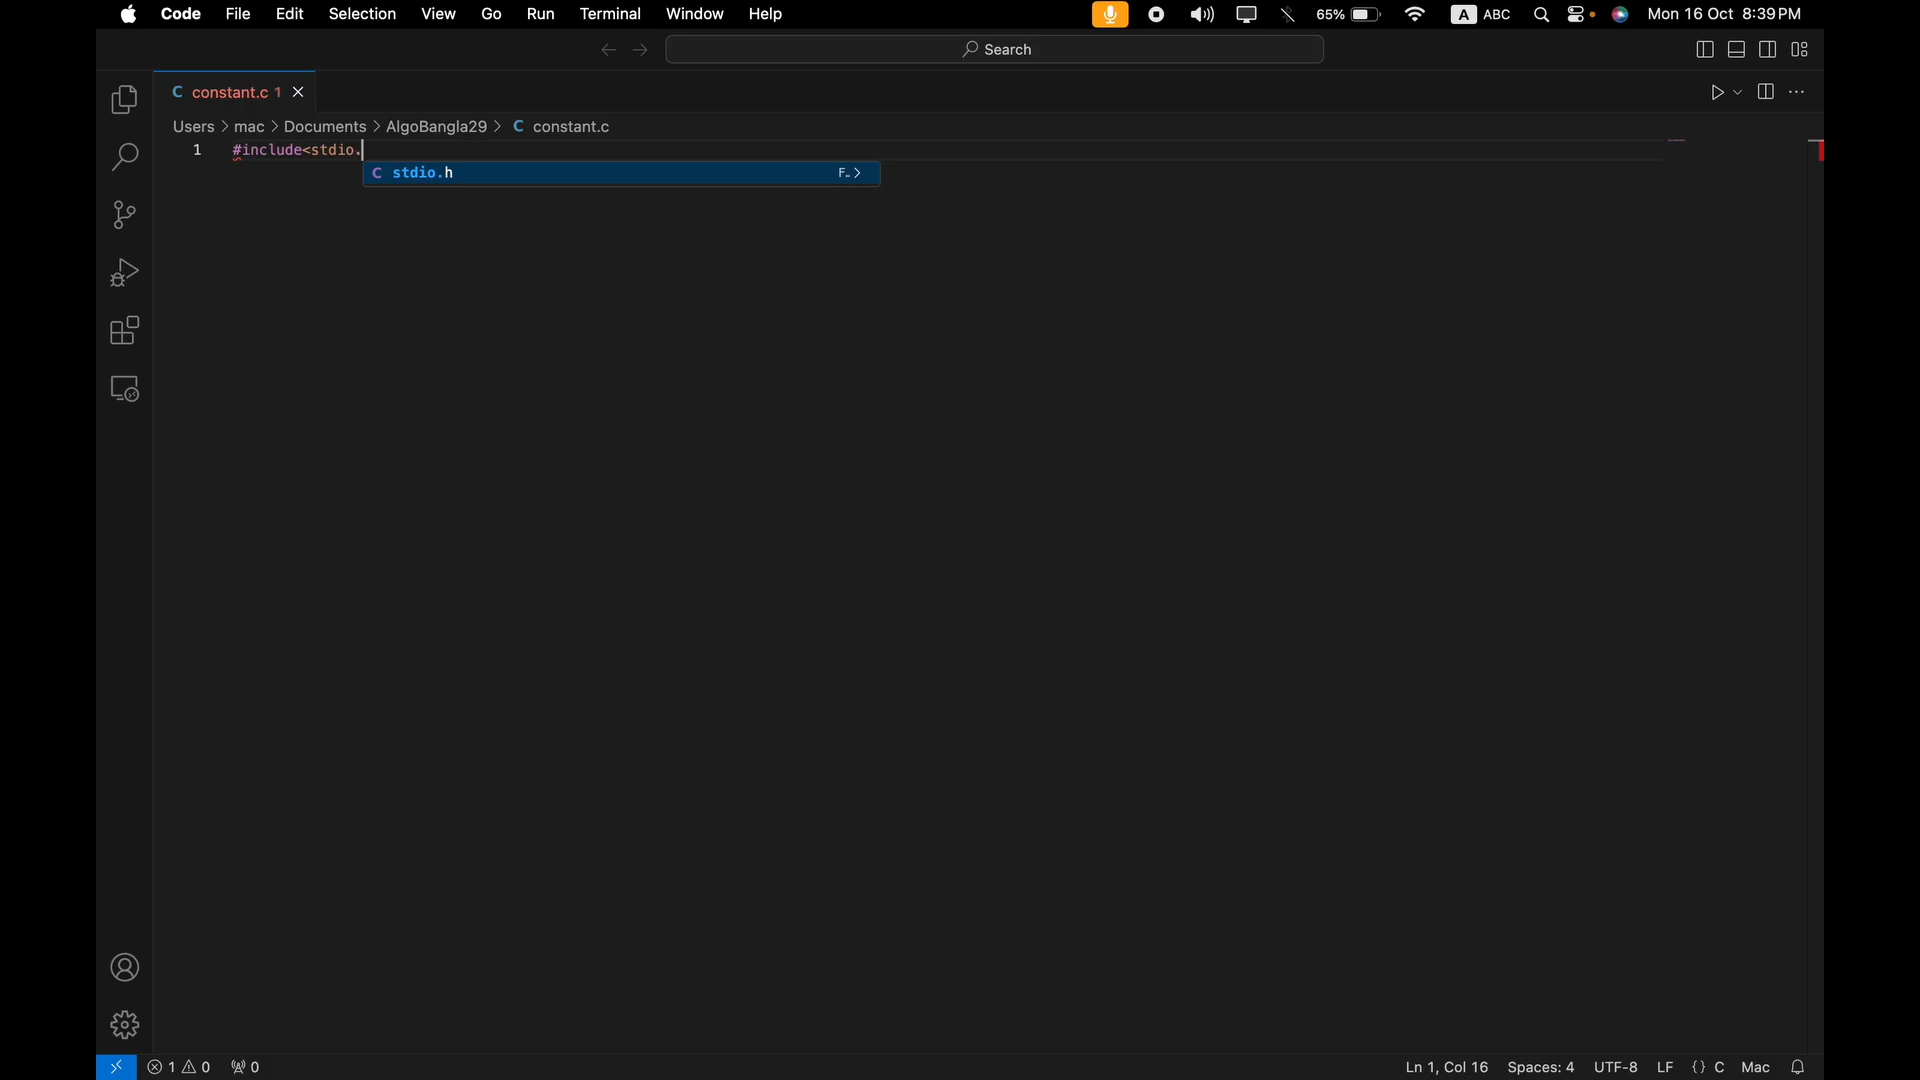 Code File Edit Selection View Go Run Terminal Window Help 65% A ABC Mon 16 Oct 8:39 PM
Search
C constant.c 1
Users > mac > Documents > AlgoBangla29 > C constant.c
1 #include<stdio.
C stdio.h F.. >
1 0 0 Ln 1, Col 16 Spaces: 4 UTF-8 LF {} C Mac